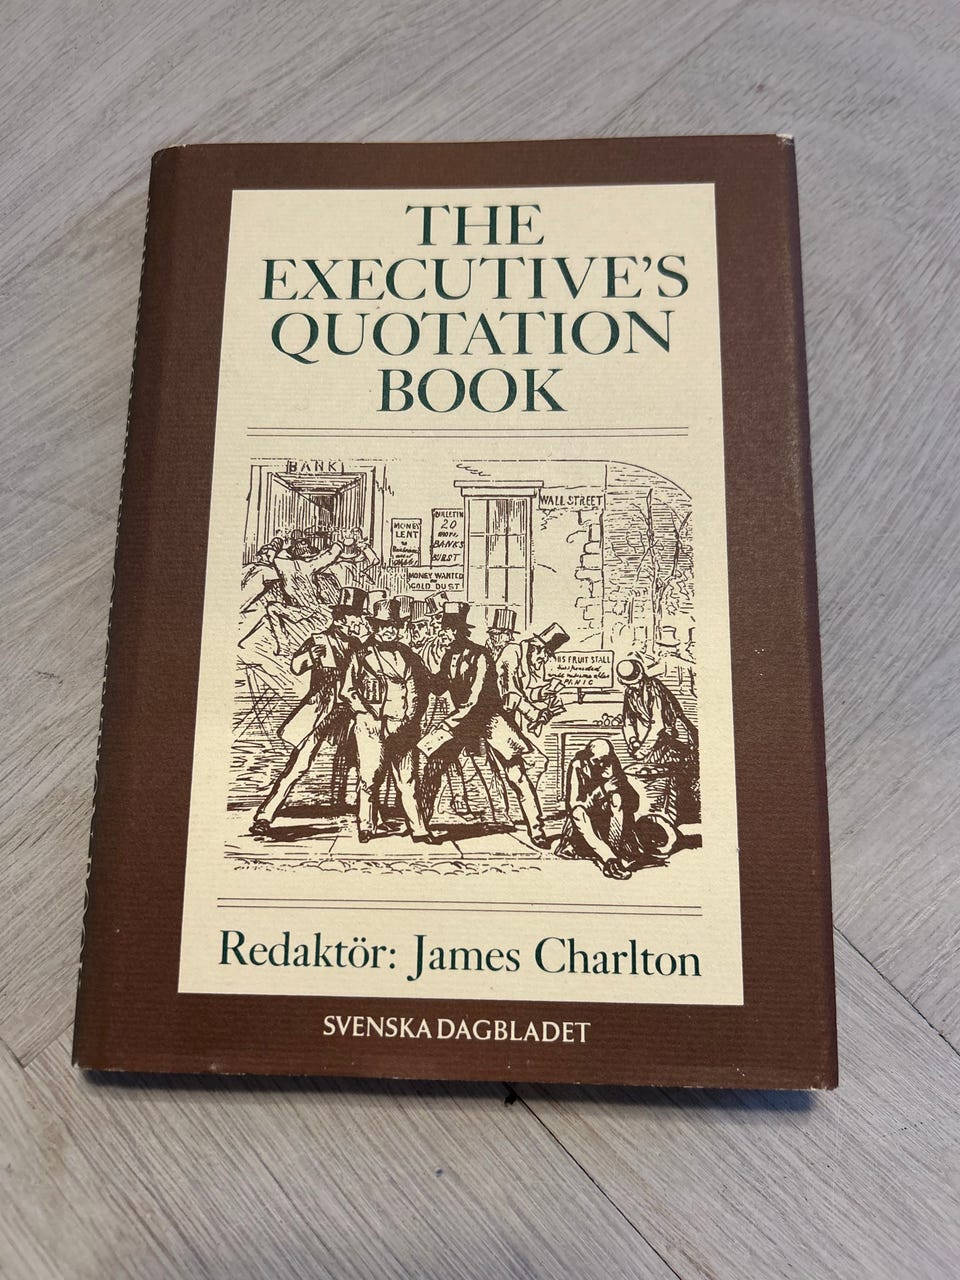 THE
EXECUTIVE'S
QUOTATION
BOOK
BANK
MONEY
LENT
BULLETIN
20
more
BANKS
BURST
MONEY WANTED
GOLD DUST
WALL STREET
FRUIT STALL
suspended
PANIC
Redaktör: James Charlton
SVENSKA DAGBLADET